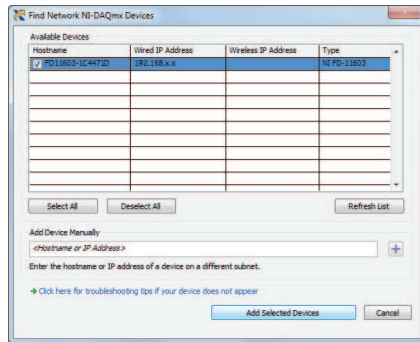 Find Network NI-DAQmx Devices
Available Devices
Hostname Wired IP Address Wireless IP Address Type
FD11603-1C4471D 192.168.x.x NI FD-11603
Select All Deselect All Refresh List
Add Device Manually
<Hostname or IP Address>
Enter the hostname or IP address of a device on a different subnet.
Click here for troubleshooting tips if your device does not appear
Add Selected Devices Cancel